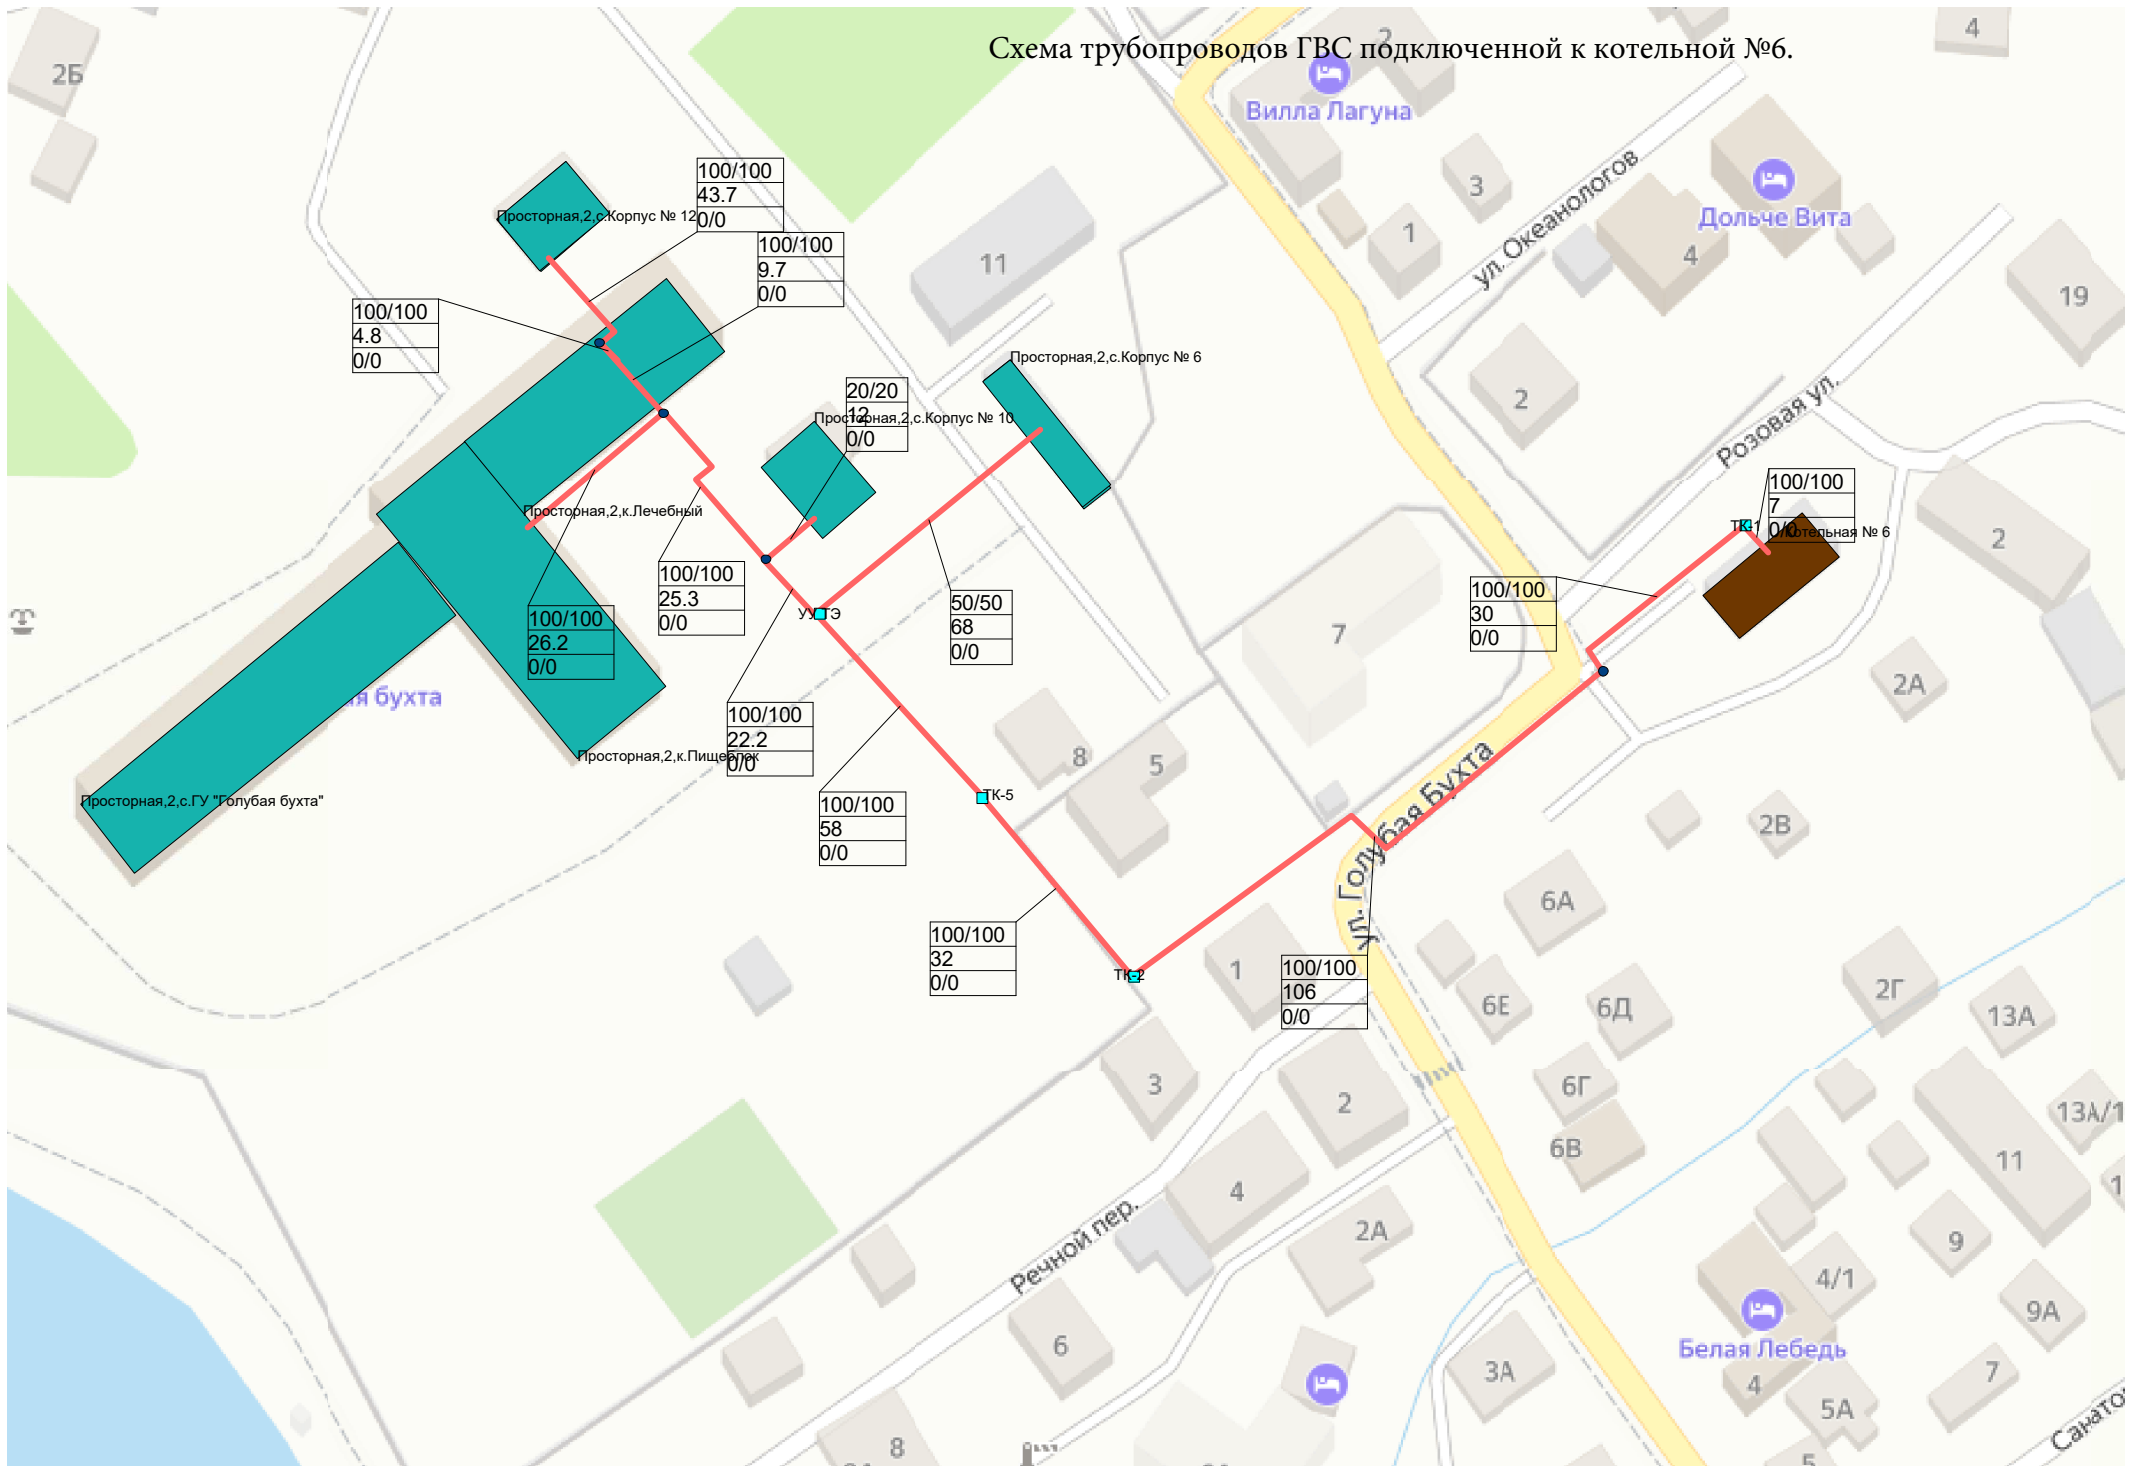 Схема трубопроводов ГВС подключенной к котельной №6.
2Б
2
4
Вилла Лагуна
ул. Океанологов
3
1
Дольче Вита
4
11
19
100/100
43.7
0/0
Просторная,2,с.Корпус № 12
100/100
9.7
0/0
100/100
4.8
0/0
Просторная,2,с.Корпус № 6
20/20
12
0/0
Просторная,2,с.Корпус № 10
2
Розовая ул.
100/100
7
0/0
ТК-1
Котельная № 6
2
Просторная,2,к.Лечебный
100/100
25.3
0/0
100/100
26.2
0/0
УУТЭ
50/50
68
0/0
100/100
30
0/0
7
2А
я бухта
100/100
22.2
0/0
Просторная,2,к.Пищеблок
8
5
ул. Голубая Бухта
Просторная,2,с.ГУ "Голубая бухта"
ТК-5
100/100
58
0/0
2В
6А
100/100
32
0/0
ТК-2
1
100/100
106
0/0
6Е
6Д
2Г
13А
3
2
6Г
13А/1
6В
11
1
4
Речной пер.
2А
9
4/1
9А
6
Белая Лебедь
3А
4
7
5А
8
5